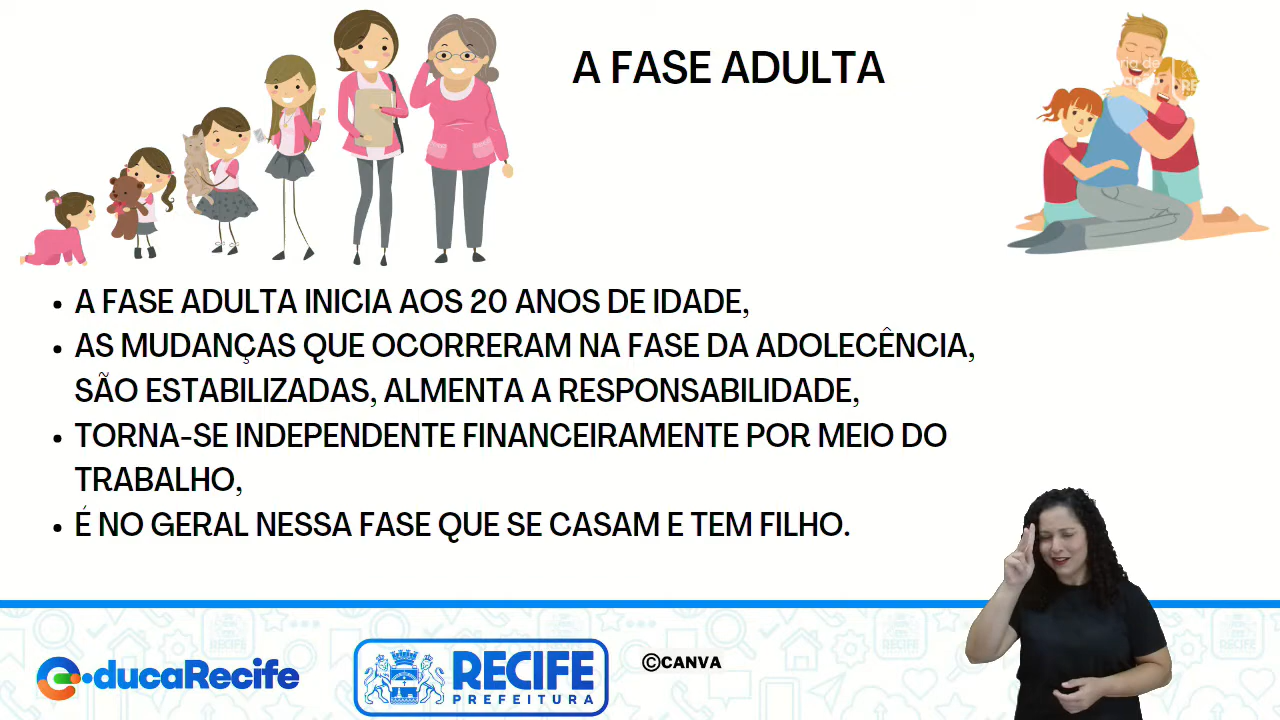 A FASE ADULTA
• A FASE ADULTA INICIA AOS 20 ANOS DE IDADE,
• AS MUDANÇAS QUE OCORRERAM NA FASE DA ADOLECÊNCIA,
SÃO ESTABILIZADAS, ALMENTA A RESPONSABILIDADE,
• TORNA-SE INDEPENDENTE FINANCEIRAMENTE POR MEIO DO
TRABALHO,
• É NO GERAL NESSA FASE QUE SE CASAM E TEM FILHO.
educaRecife
RECIFE
PREFEITURA
©CANVA